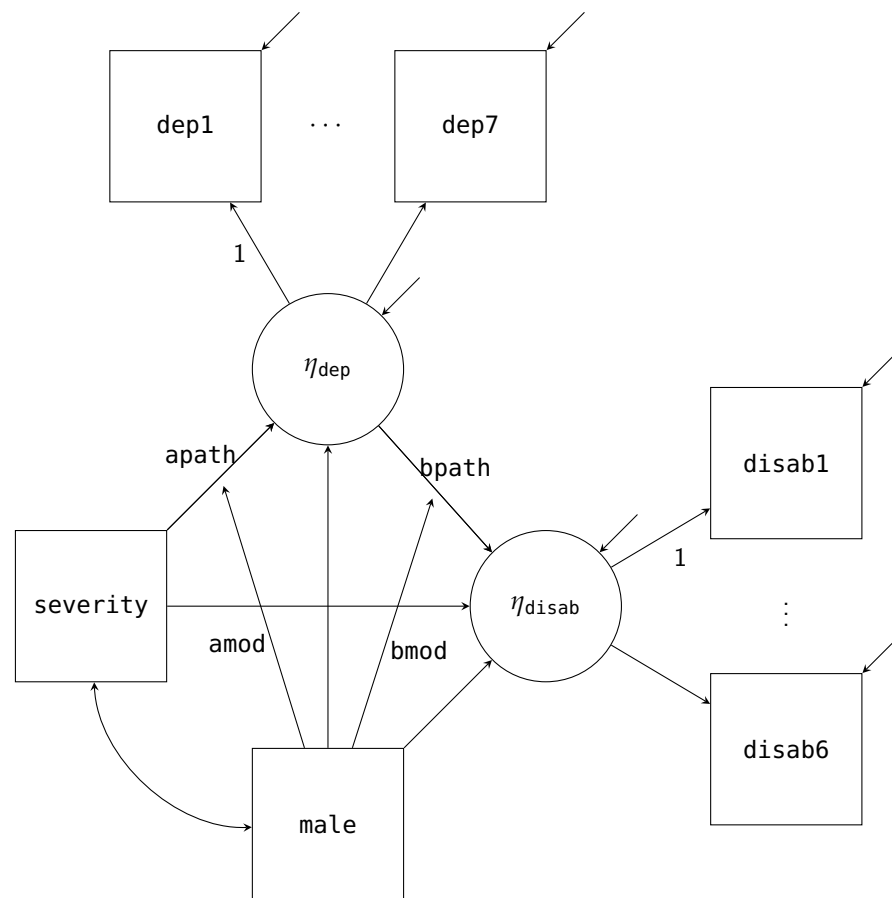 dep1 ⋯ dep7
1
η_dep
apath bpath
disab1
1
severity η_disab
⋮
amod bmod
disab6
male